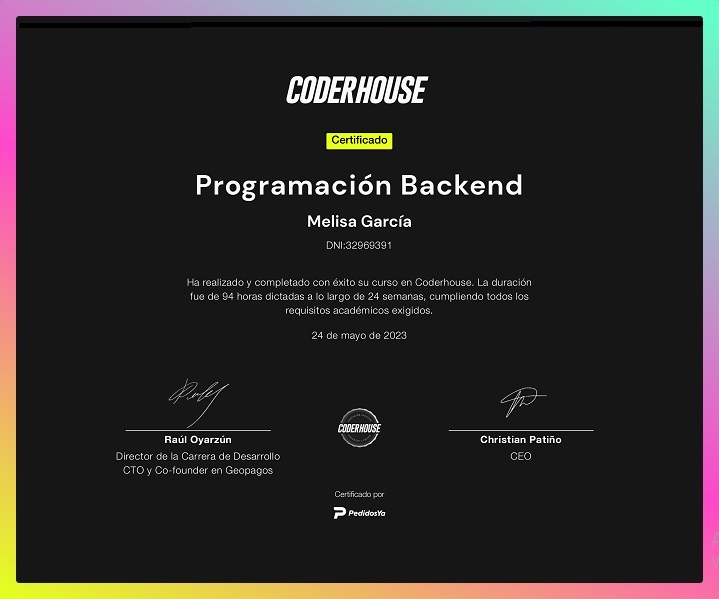 CODERHOUSE
Certificado
Programación Backend
Melisa García
DNI:32969391
Ha realizado y completado con éxito su curso en Coderhouse. La duración
fue de 94 horas dictadas a lo largo de 24 semanas, cumpliendo todos los
requisitos académicos exigidos.
24 de mayo de 2023
CODERHOUSE
Raúl Oyarzún
Director de la Carrera de Desarrollo
CTO y Co-founder en Geopagos
Christian Patiño
CEO
Certificado por
PedidosYa